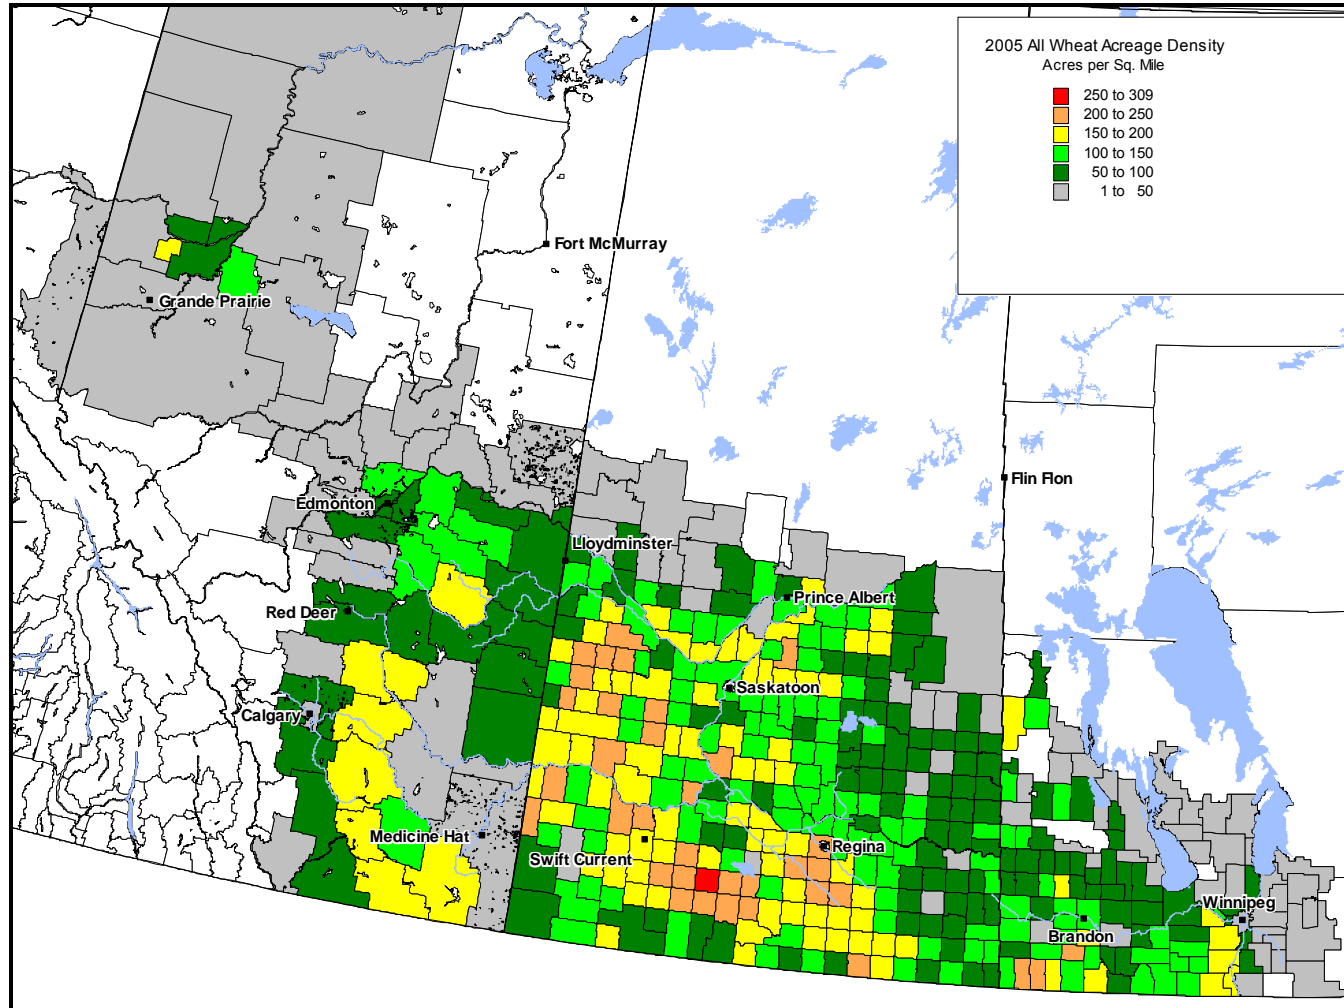 2005 All Wheat Acreage Density
Acres per Sq. Mile
250 to 309
200 to 250
150 to 200
100 to 150
50 to 100
1 to 50
Fort McMurray
Grande Prairie
Flin Flon
Edmonton
Lloydminster
Prince Albert
Red Deer
Saskatoon
Calgary
Medicine Hat
Regina
Swift Current
Winnipeg
Brandon